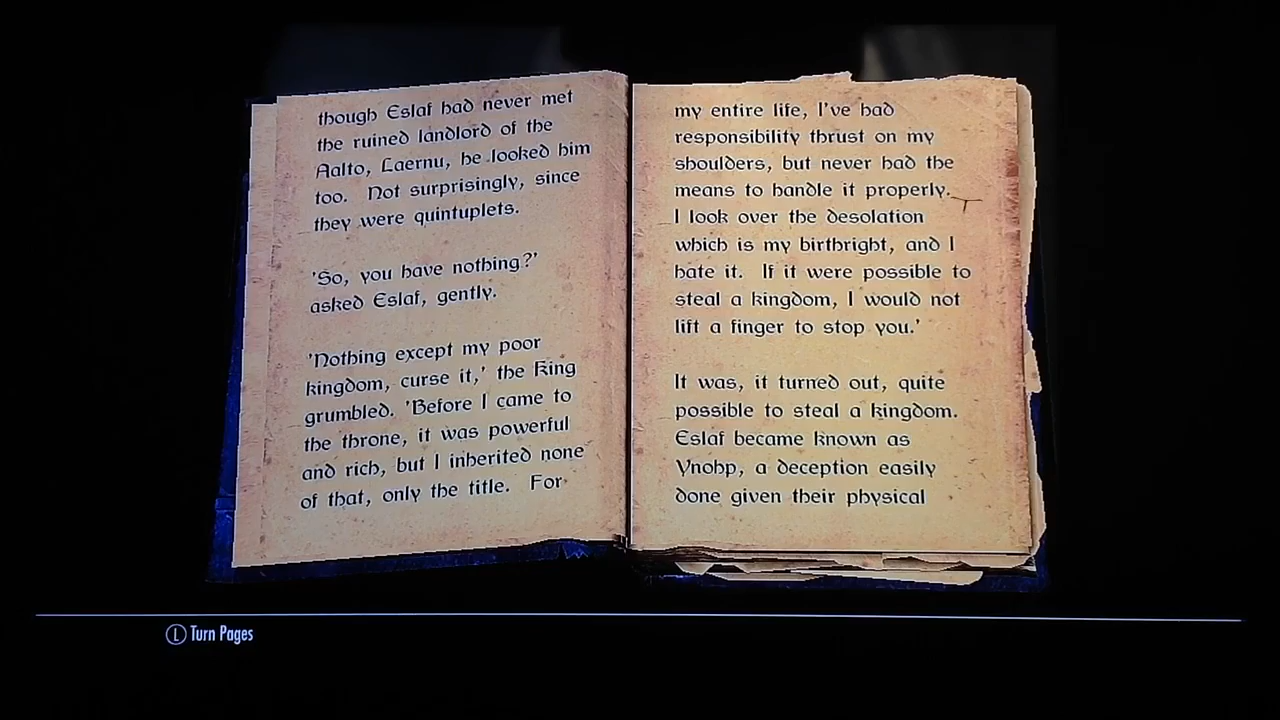 though Eslaf had never met
the ruined landlord of the
Aalto, Laernu, he looked him
too. Not surprisingly, since
they were quintuplets.
'So, you have nothing?'
asked Eslaf, gently.
'Nothing except my poor
kingdom, curse it,' the King
grumbled. 'Before I came to
the throne, it was powerful
and rich, but I inherited none
of that, only the title. For
my entire life, I've had
responsibility thrust on my
shoulders, but never had the
means to handle it properly.
I look over the desolation
which is my birthright, and I
hate it. If it were possible to
steal a kingdom, I would not
lift a finger to stop you.'
It was, it turned out, quite
possible to steal a kingdom.
Eslaf became known as
Ynohp, a deception easily
done given their physical
L Turn Pages